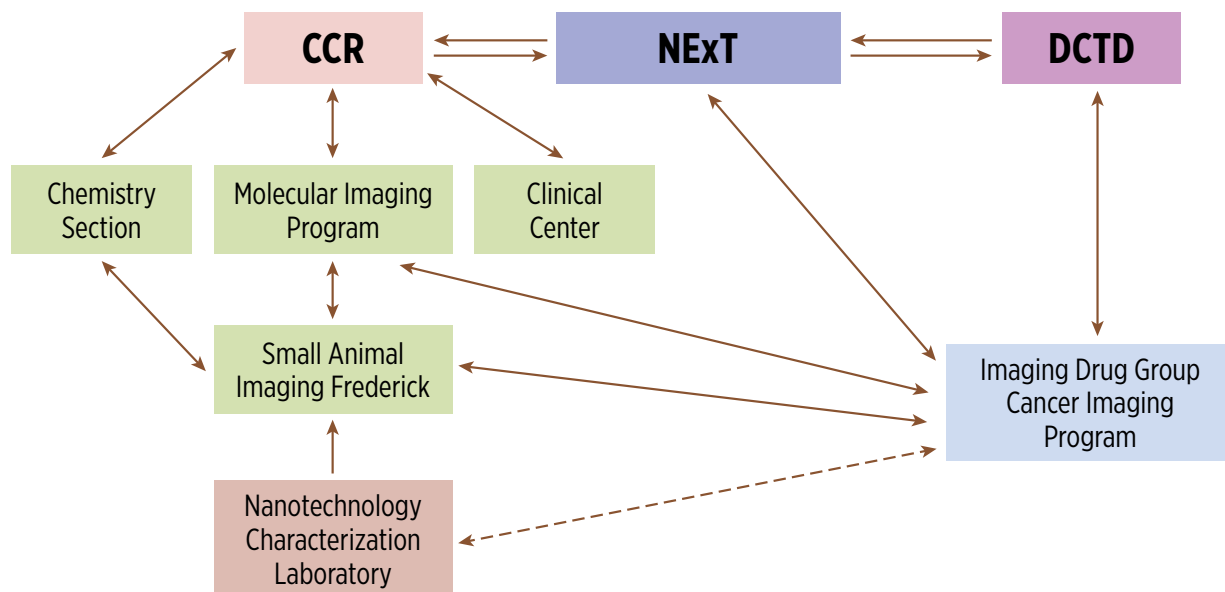 CCR
NExT
DCTD
Chemistry
Section
Molecular Imaging
Program
Clinical
Center
Small Animal
Imaging Frederick
Imaging Drug Group
Cancer Imaging
Program
Nanotechnology
Characterization
Laboratory